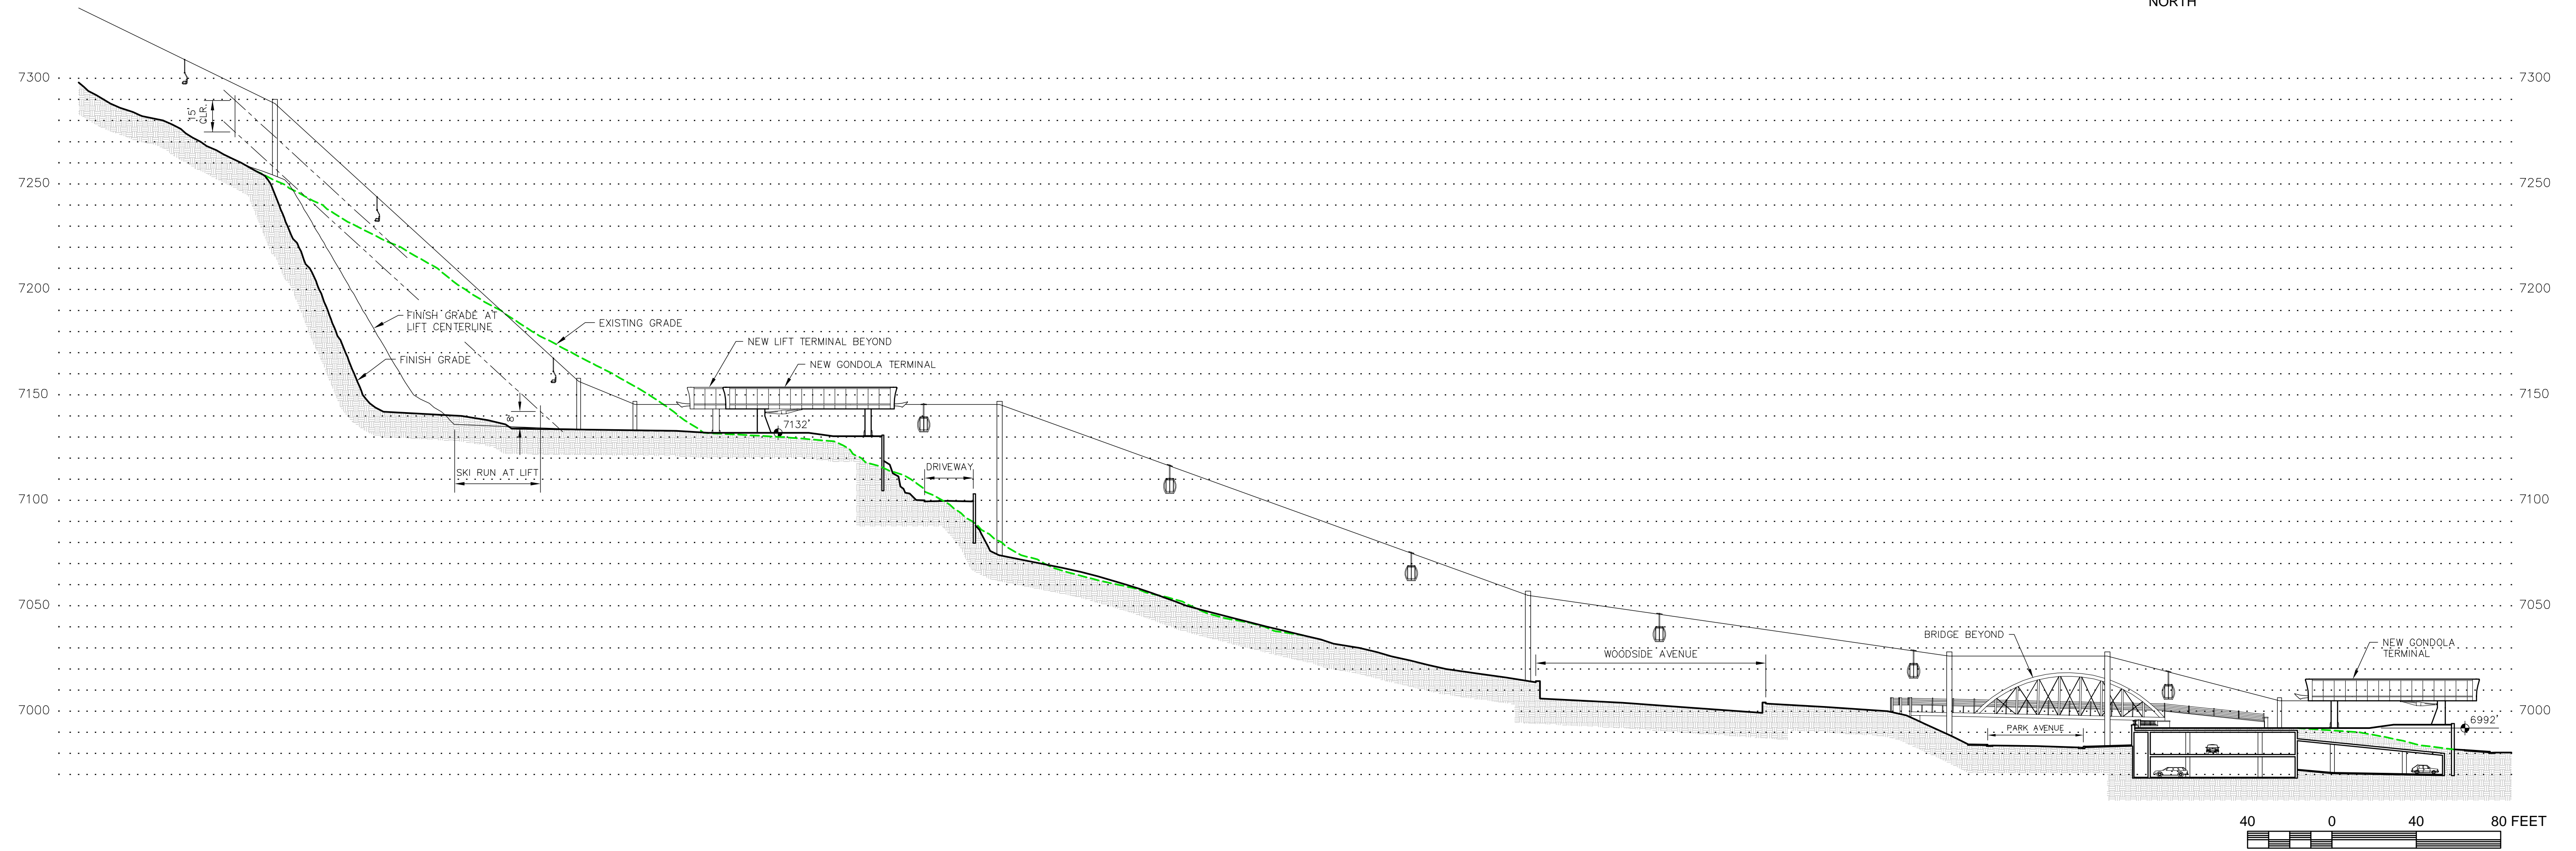 NORTH
7300
7300
15'
CLR.
7250
7250
7200
7200
FINISH GRADE AT
LIFT CENTERLINE
EXISTING GRADE
NEW LIFT TERMINAL BEYOND
FINISH GRADE
NEW GONDOLA TERMINAL
7150
7150
8'
7132'
SKI RUN AT LIFT
DRIVEWAY
7100
7100
7050
7050
BRIDGE BEYOND
NEW GONDOLA
TERMINAL
WOODSIDE AVENUE
7000
7000
6992'
PARK AVENUE
40 0 40 80 FEET